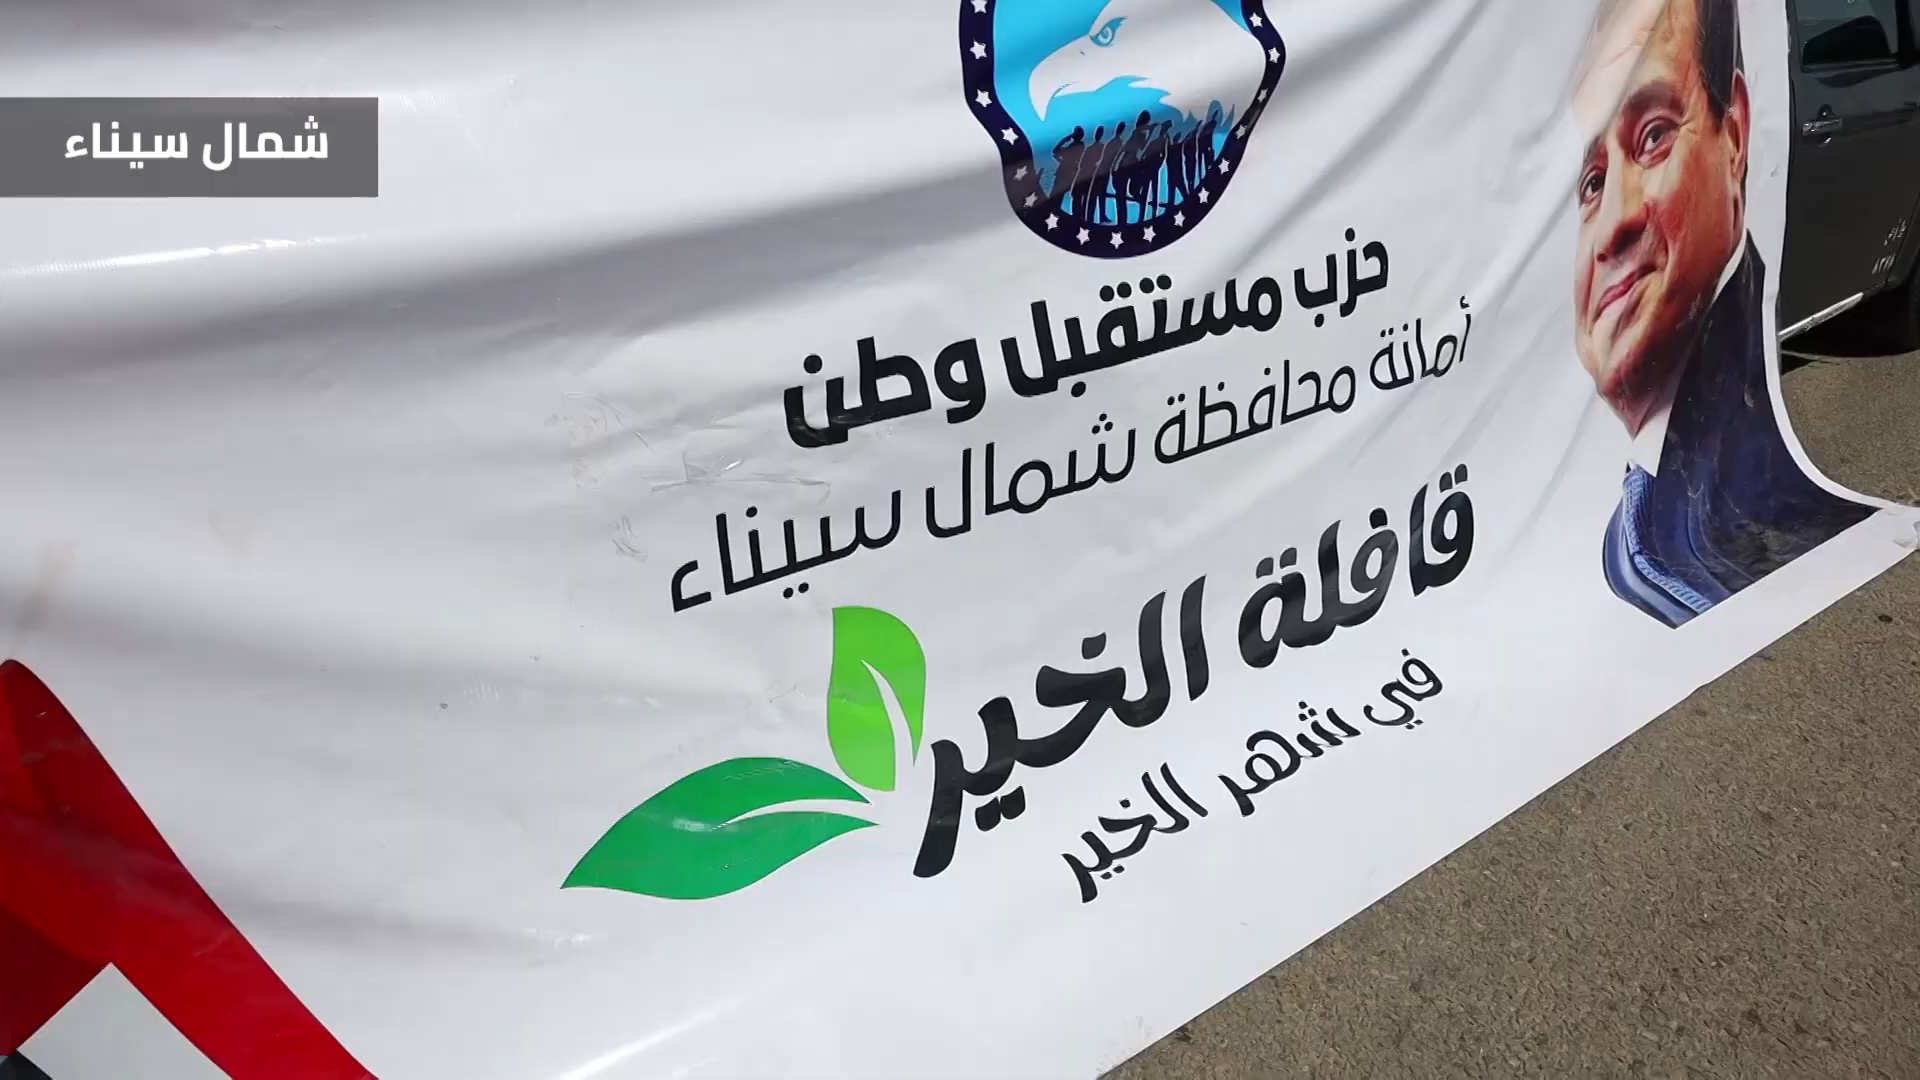 شمال سيناء
حزب مستقبل وطن
أمانة محافظة شمال سيناء
قافلة الخير
في شهر الخير